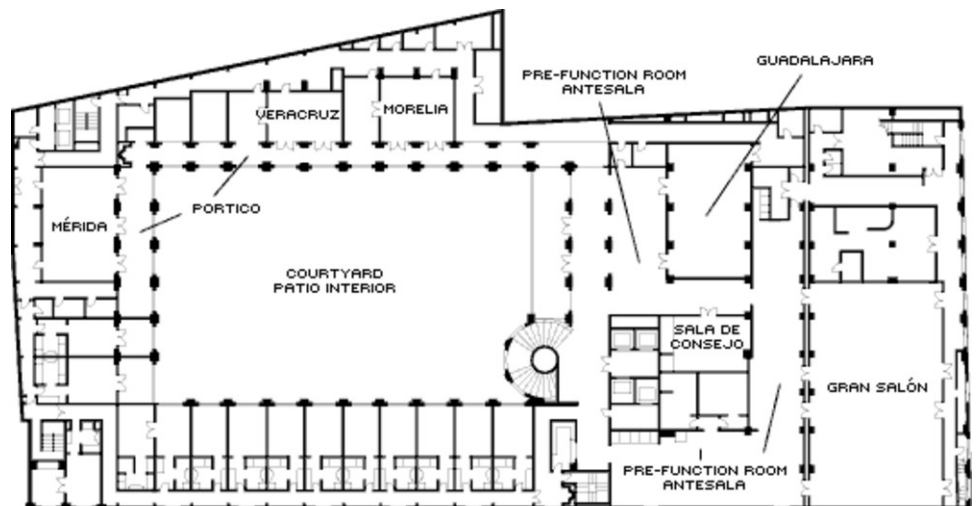 GUADALAJARA
PRE-FUNCTION ROOM
ANTESALA
VERACRUZ
MORELIA
PORTICO
MÉRIDA
COURTYARD
PATIO INTERIOR
SALA DE
CONSEJO
GRAN SALÓN
PRE-FUNCTION ROOM
ANTESALA